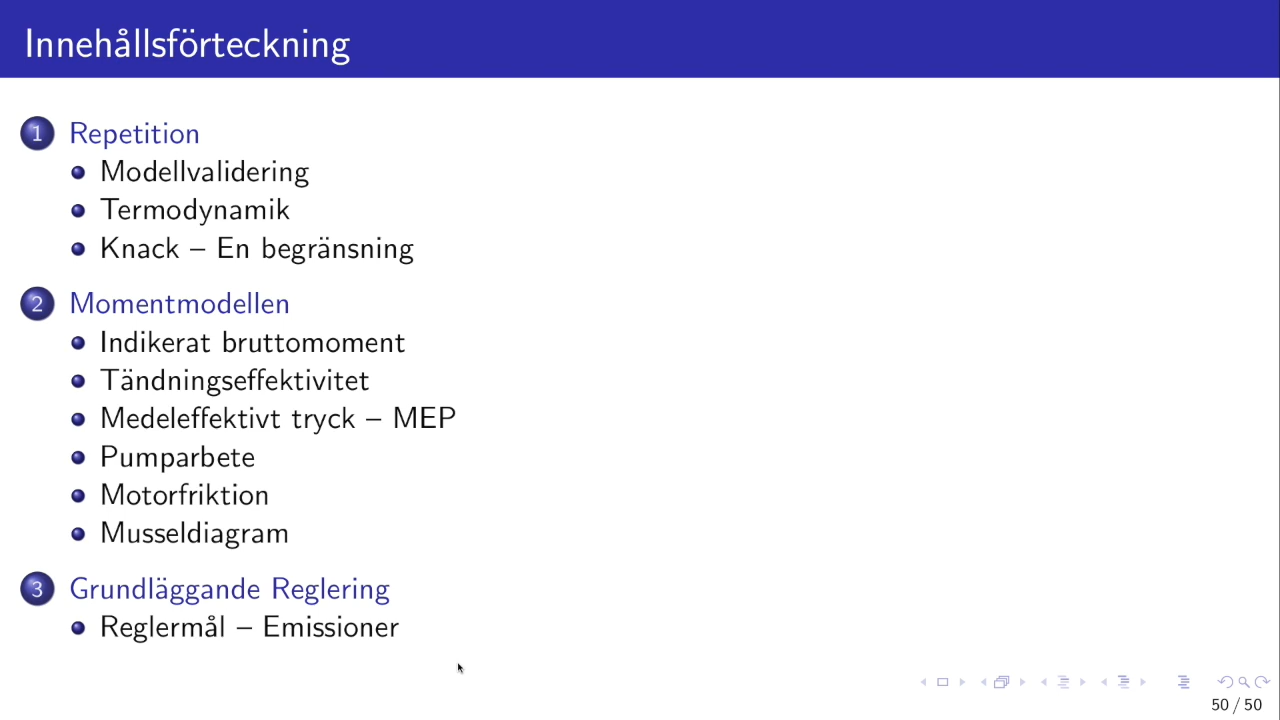 Innehållsförteckning
1 Repetition
Modellvalidering
Termodynamik
Knack – En begränsning
2 Momentmodellen
Indikerat bruttomoment
Tändningseffektivitet
Medeleffektivt tryck – MEP
Pumparbete
Motorfriktion
Musseldiagram
3 Grundläggande Reglering
Reglermål – Emissioner
50 / 50